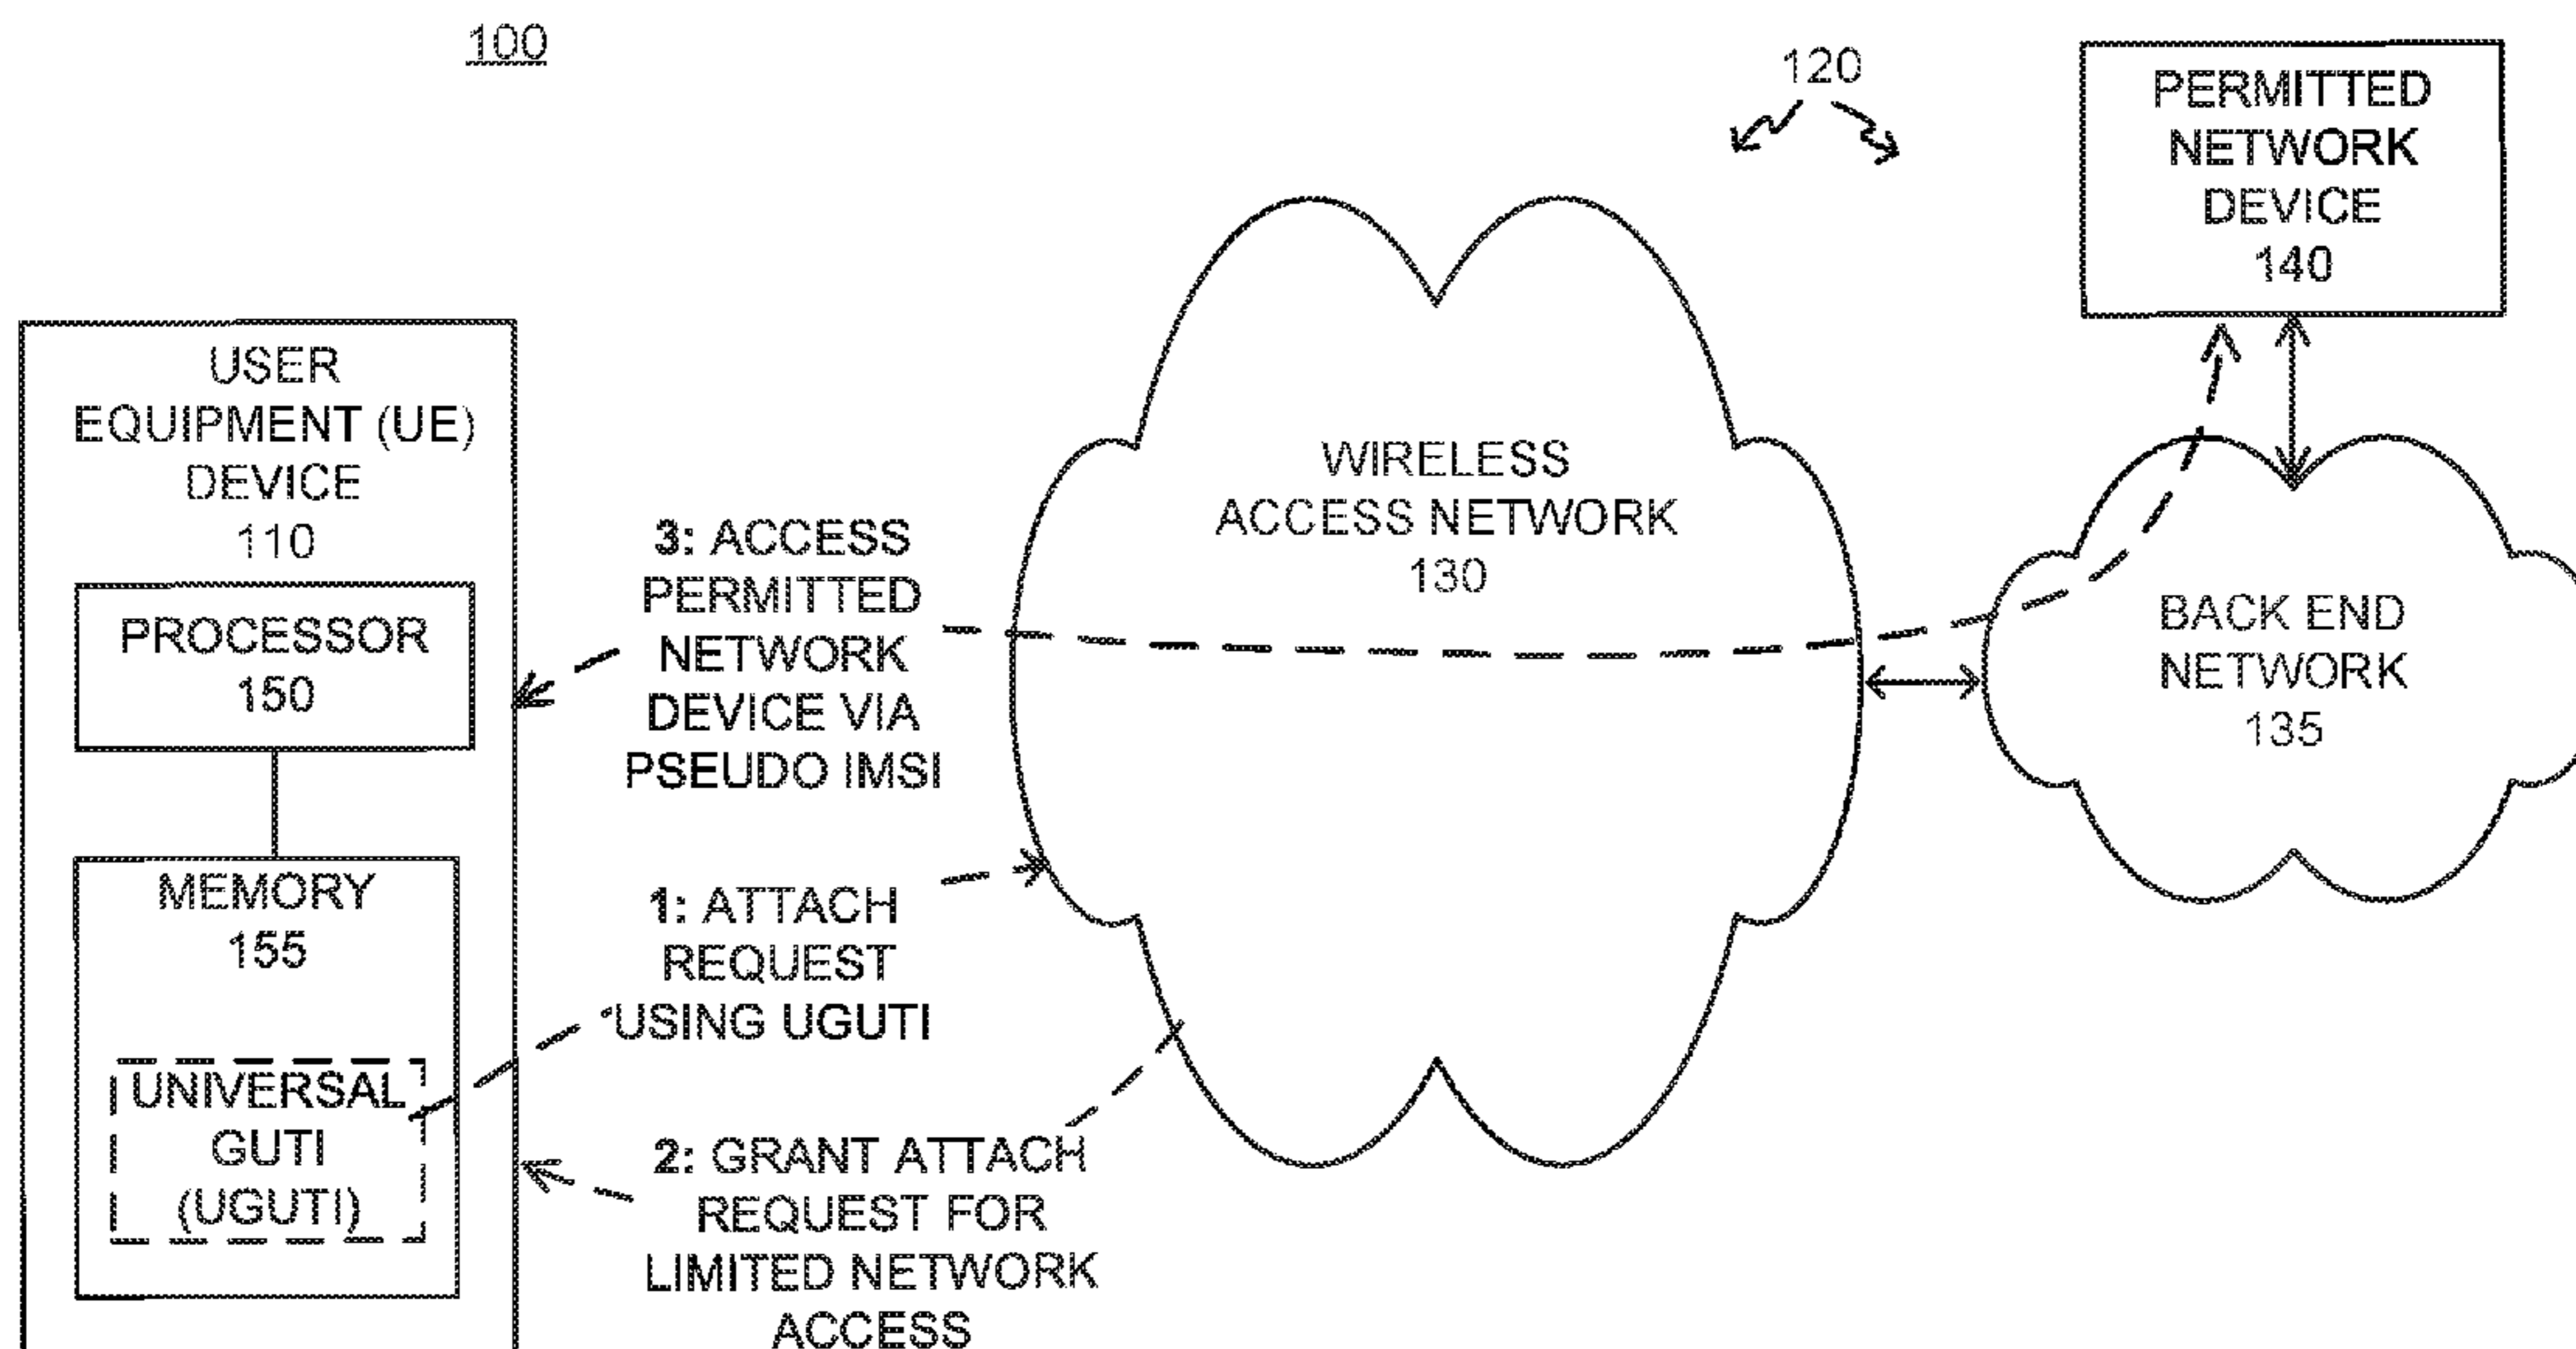 100
120
PERMITTED
NETWORK
DEVICE
140
USER
EQUIPMENT (UE)
DEVICE
110
PROCESSOR
150
MEMORY
155
UNIVERSAL
GUTI
(UGUTI)
3: ACCESS
PERMITTED
NETWORK
DEVICE VIA
PSEUDO IMSI
1: ATTACH
REQUEST
USING UGUTI
2: GRANT ATTACH
REQUEST FOR
LIMITED NETWORK
ACCESS
WIRELESS
ACCESS NETWORK
130
BACK END
NETWORK
135